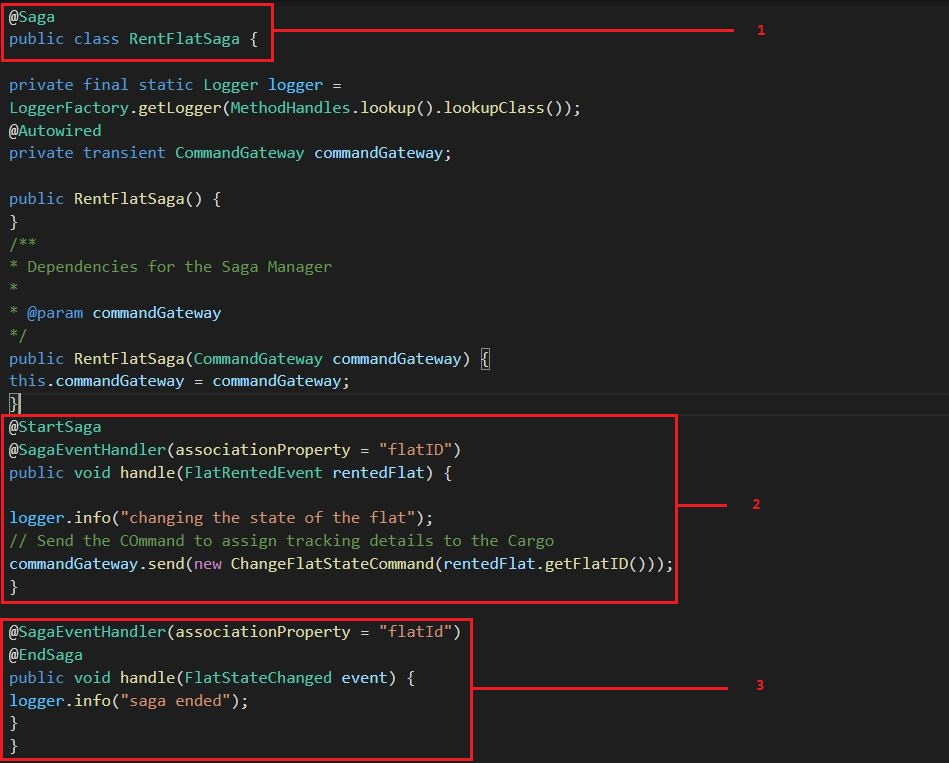 @Saga
public class RentFlatSaga {
1
private final static Logger logger =
LoggerFactory.getLogger(MethodHandles.lookup().lookupClass());
@Autowired
private transient CommandGateway commandGateway;
public RentFlatSaga() {
}
/**
* Dependencies for the Saga Manager
*
* @param commandGateway
*/
public RentFlatSaga(CommandGateway commandGateway) {
this.commandGateway = commandGateway;
}
@StartSaga
@SagaEventHandler(associationProperty = "flatID")
public void handle(FlatRentedEvent rentedFlat) {
2
logger.info("changing the state of the flat");
// Send the COmmand to assign tracking details to the Cargo
commandGateway.send(new ChangeFlatStateCommand(rentedFlat.getFlatID()));
}
@SagaEventHandler(associationProperty = "flatId")
@EndSaga
public void handle(FlatStateChanged event) {
3
logger.info("saga ended");
}
}